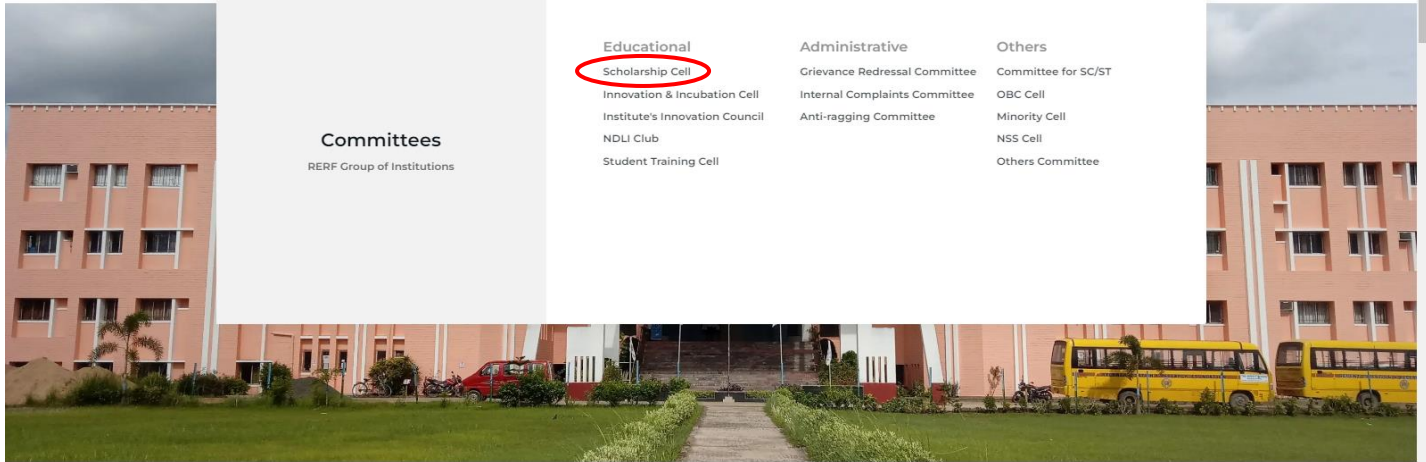 Committees
RERF Group of Institutions
Educational
Scholarship Cell
Innovation & Incubation Cell
Institute's Innovation Council
NDLI Club
Student Training Cell
Administrative
Grievance Redressal Committee
Internal Complaints Committee
Anti-ragging Committee
Others
Committee for SC/ST
OBC Cell
Minority Cell
NSS Cell
Others Committee